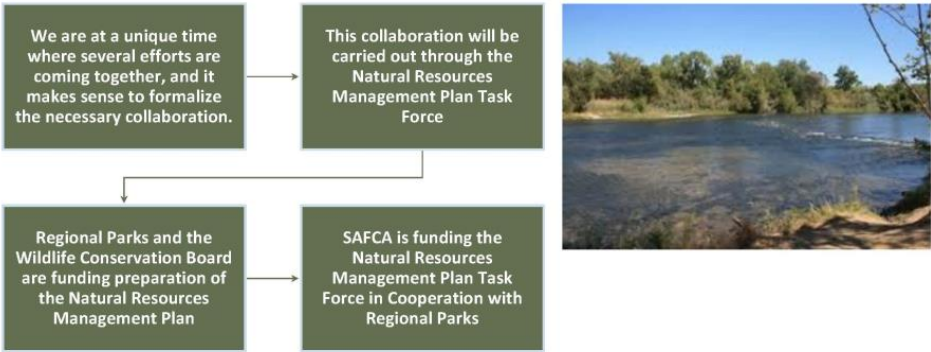 We are at a unique time
where several efforts are
coming together, and it
makes sense to formalize
the necessary collaboration.
This collaboration will be
carried out through the
Natural Resources
Management Plan Task
Force
Regional Parks and the
Wildlife Conservation Board
are funding preparation of
the Natural Resources
Management Plan
SAFCA is funding the
Natural Resources
Management Plan Task
Force in Cooperation with
Regional Parks